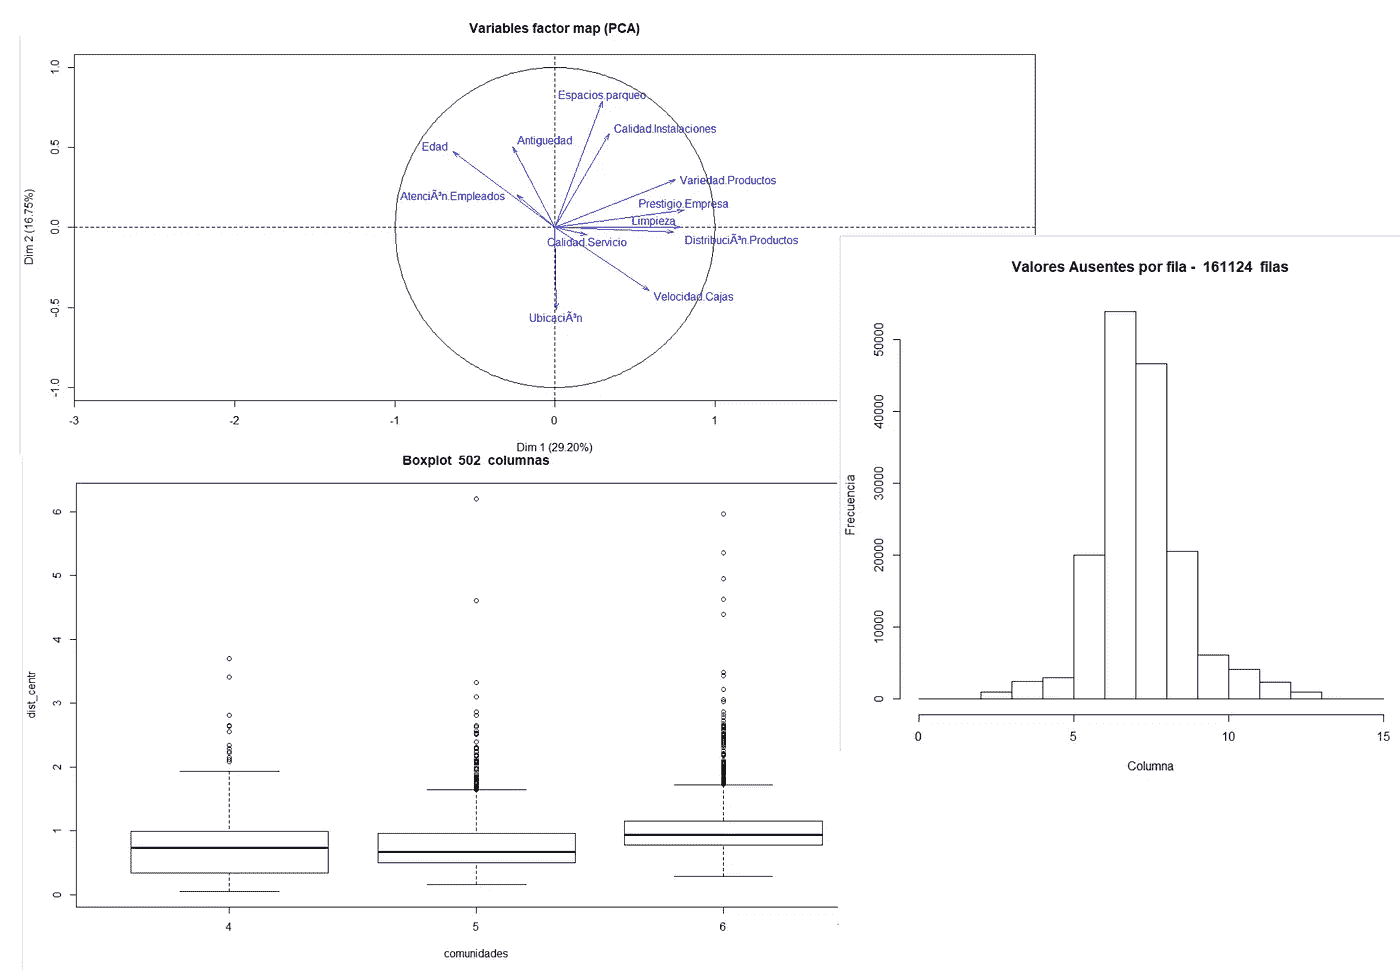 Variables factor map (PCA)
1.0
0.5
0.0
-0.5
-1.0
Dim 2 (16.75%)
Espacios.parqueo
Calidad.Instalaciones
Antiguedad
Edad
Variedad.Productos
AtenciÃ³n.Empleados
Prestigio.Empresa
Limpieza
DistribuciÃ³n.Productos
Calidad.Servicio
Velocidad.Cajas
UbicaciÃ³n
-3 -2 -1 0 1
Dim 1 (29.20%)
Boxplot 502 columnas
6
5
4
3
2
1
0
dist_centr
4 5 6
comunidades
Valores Ausentes por fila - 161124 filas
50000
40000
30000
20000
10000
0
Frecuencia
0 5 10 15
Columna